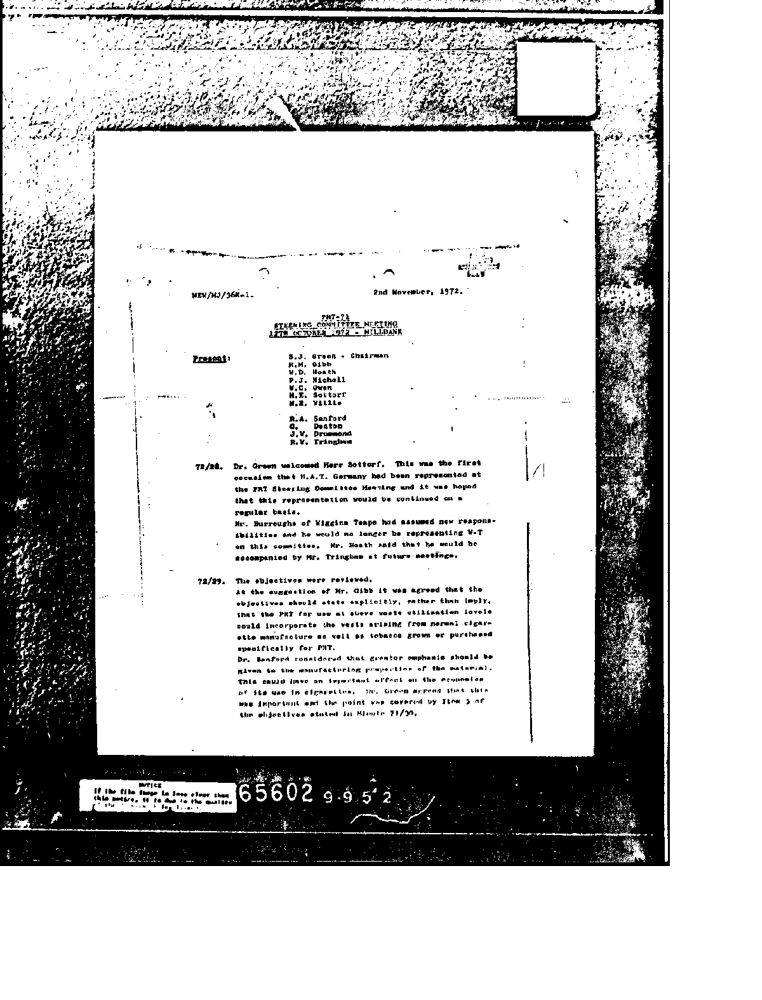 MEW/MJ/56K-1.
2nd November, 1972.
PMT-71
STEERING COMMITTEE MEETING
12TH OCTOBER 1972 - MILLBANK
Present:
S.J. Green - Chairman
R.M. Gibb
W.D. Heath
P.J. Nicholl
W.C. Owen
H.E. Sottorf
M.E. Willis
R.A. Sanford
G. Deaton
J.W. Drummond
R.W. Tringham
72/28. Dr. Green welcomed Herr Sottorf. This was the first
occasion that B.A.T. Germany had been represented at
the PMT Steering Committee Meeting and it was hoped
that this representation would be continued on a
regular basis.
Mr. Burroughs of Wiggins Teape had assumed new respons-
ibilities and he would no longer be representing W-T
on this committee. Mr. Heath said that he would be
accompanied by Mr. Tringham at future meetings.
72/29. The objectives were reviewed.
At the suggestion of Mr. Gibb it was agreed that the
objectives should state explicitly, rather than imply,
that the PMT for use at above waste utilisation levels
could incorporate the waste arising from normal cigar-
ette manufacture as well as tobacco grown or purchased
specifically for PMT.
Dr. Sanford considered that greater emphasis should be
given to the manufacturing properties of the material.
This could have an important effect on the economics
of its use in cigarettes. Dr. Green agreed that this
was important and the point was covered by Item 3 of
the objectives stated in Minute 71/30.
NOTICE
If the film image is less clear than
this notice, it is due to the quality
65602 9952